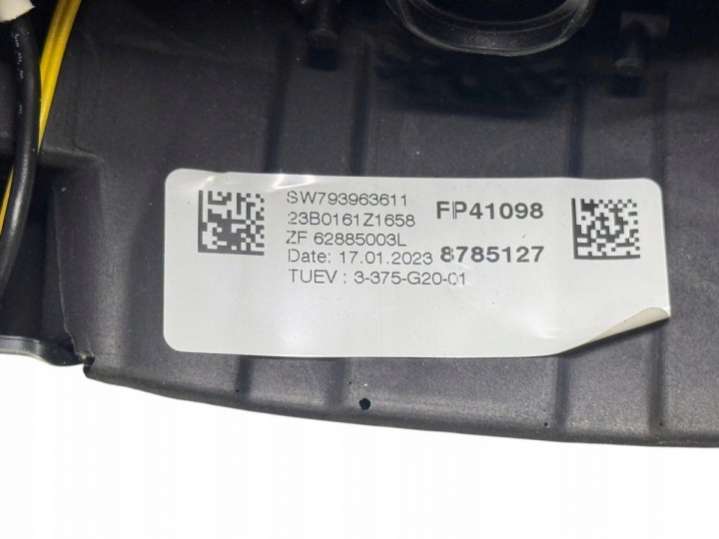 SW793963611
23B0161Z1658 FP41098
ZF 62885003L
Date: 17.01.2023 8785127
TUEV : 3-375-G20-01